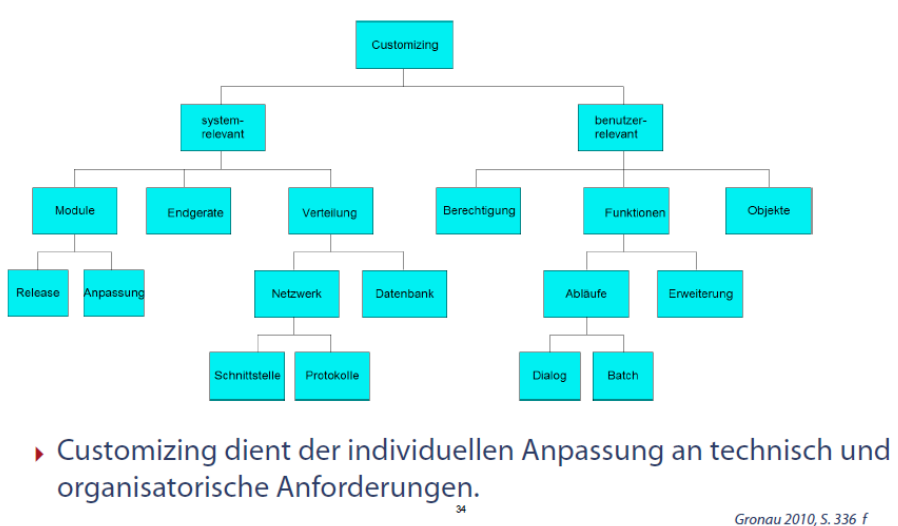 Customizing
system-
relevant
benutzer-
relevant
Module
Endgeräte
Verteilung
Berechtigung
Funktionen
Objekte
Release
Anpassung
Netzwerk
Datenbank
Abläufe
Erweiterung
Schnittstelle
Protokolle
Dialog
Batch
Customizing dient der individuellen Anpassung an technisch und
organisatorische Anforderungen.
34
Gronau 2010, S. 336 f